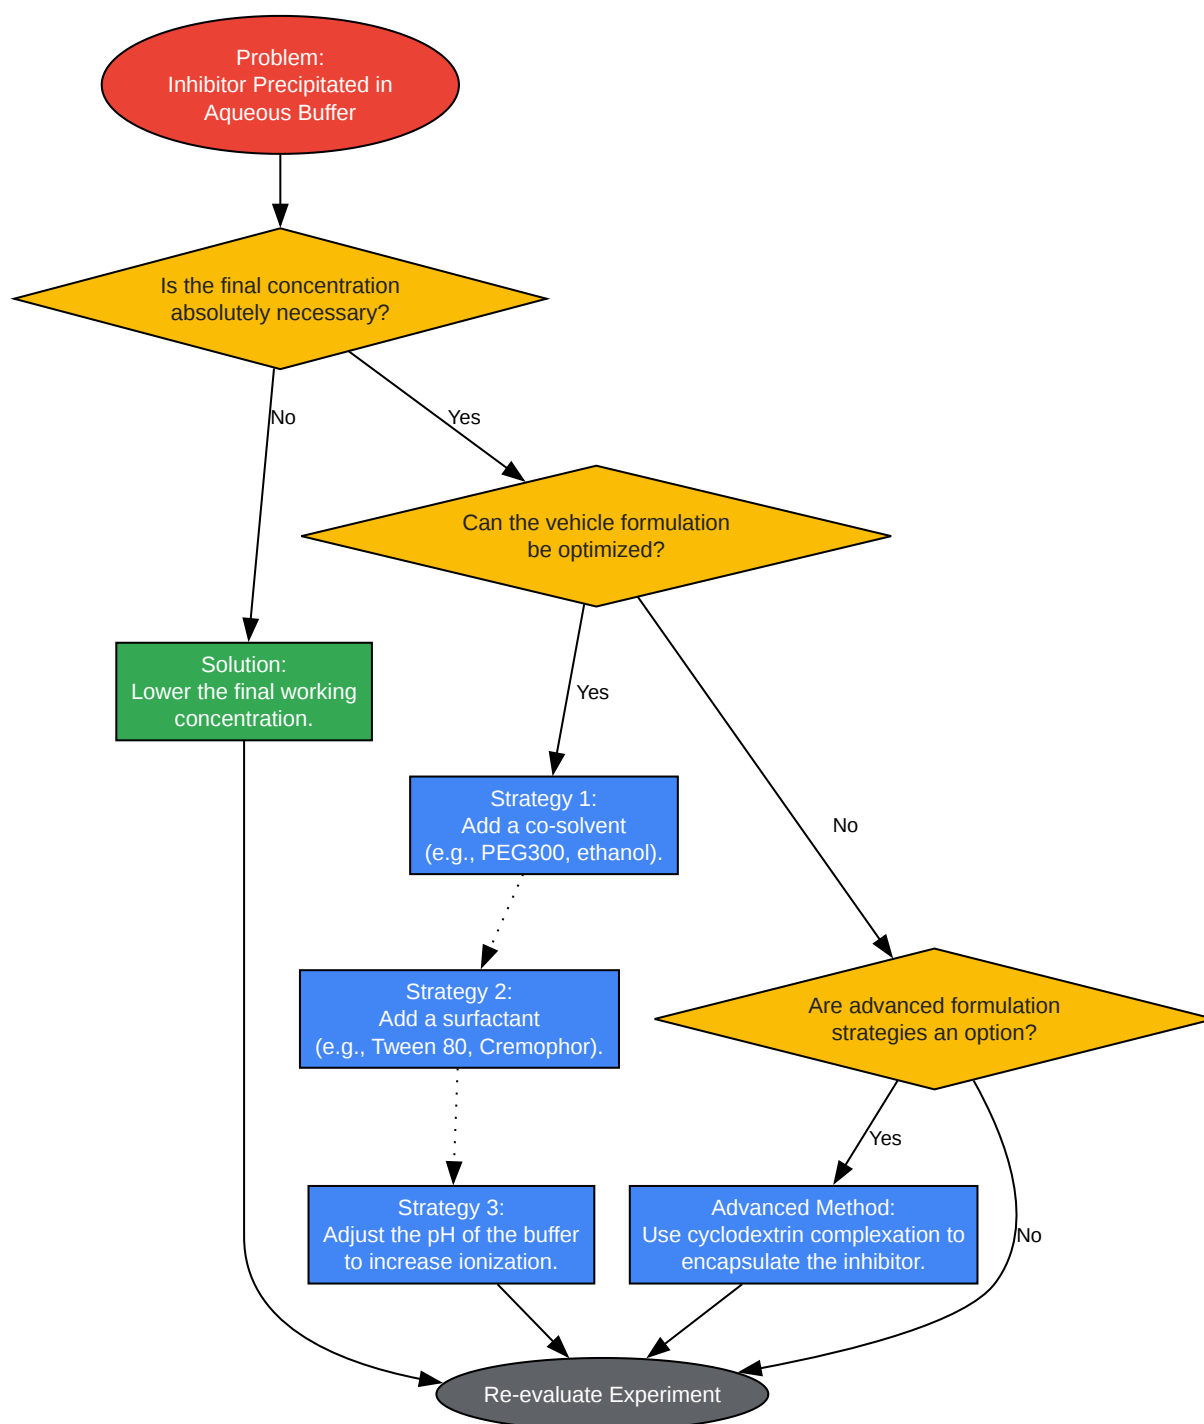 Problem:
Inhibitor Precipitated in
Aqueous Buffer
Is the final concentration
absolutely necessary?
No
Yes
Can the vehicle formulation
be optimized?
Solution:
Lower the final working
concentration.
Yes
Strategy 1:
Add a co-solvent
(e.g., PEG300, ethanol).
No
Strategy 2:
Add a surfactant
(e.g., Tween 80, Cremophor).
Are advanced formulation
strategies an option?
Yes
Strategy 3:
Adjust the pH of the buffer
to increase ionization.
Advanced Method:
Use cyclodextrin complexation to
encapsulate the inhibitor.
No
Re-evaluate Experiment